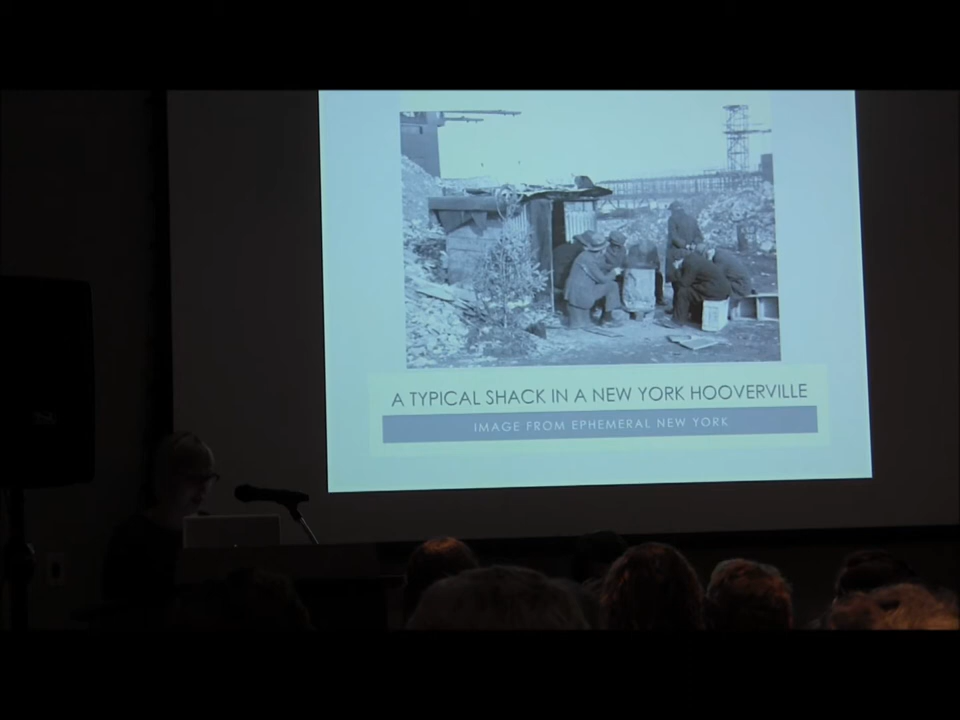 A TYPICAL SHACK IN A NEW YORK HOOVERVILLE
IMAGE FROM EPHEMERAL NEW YORK